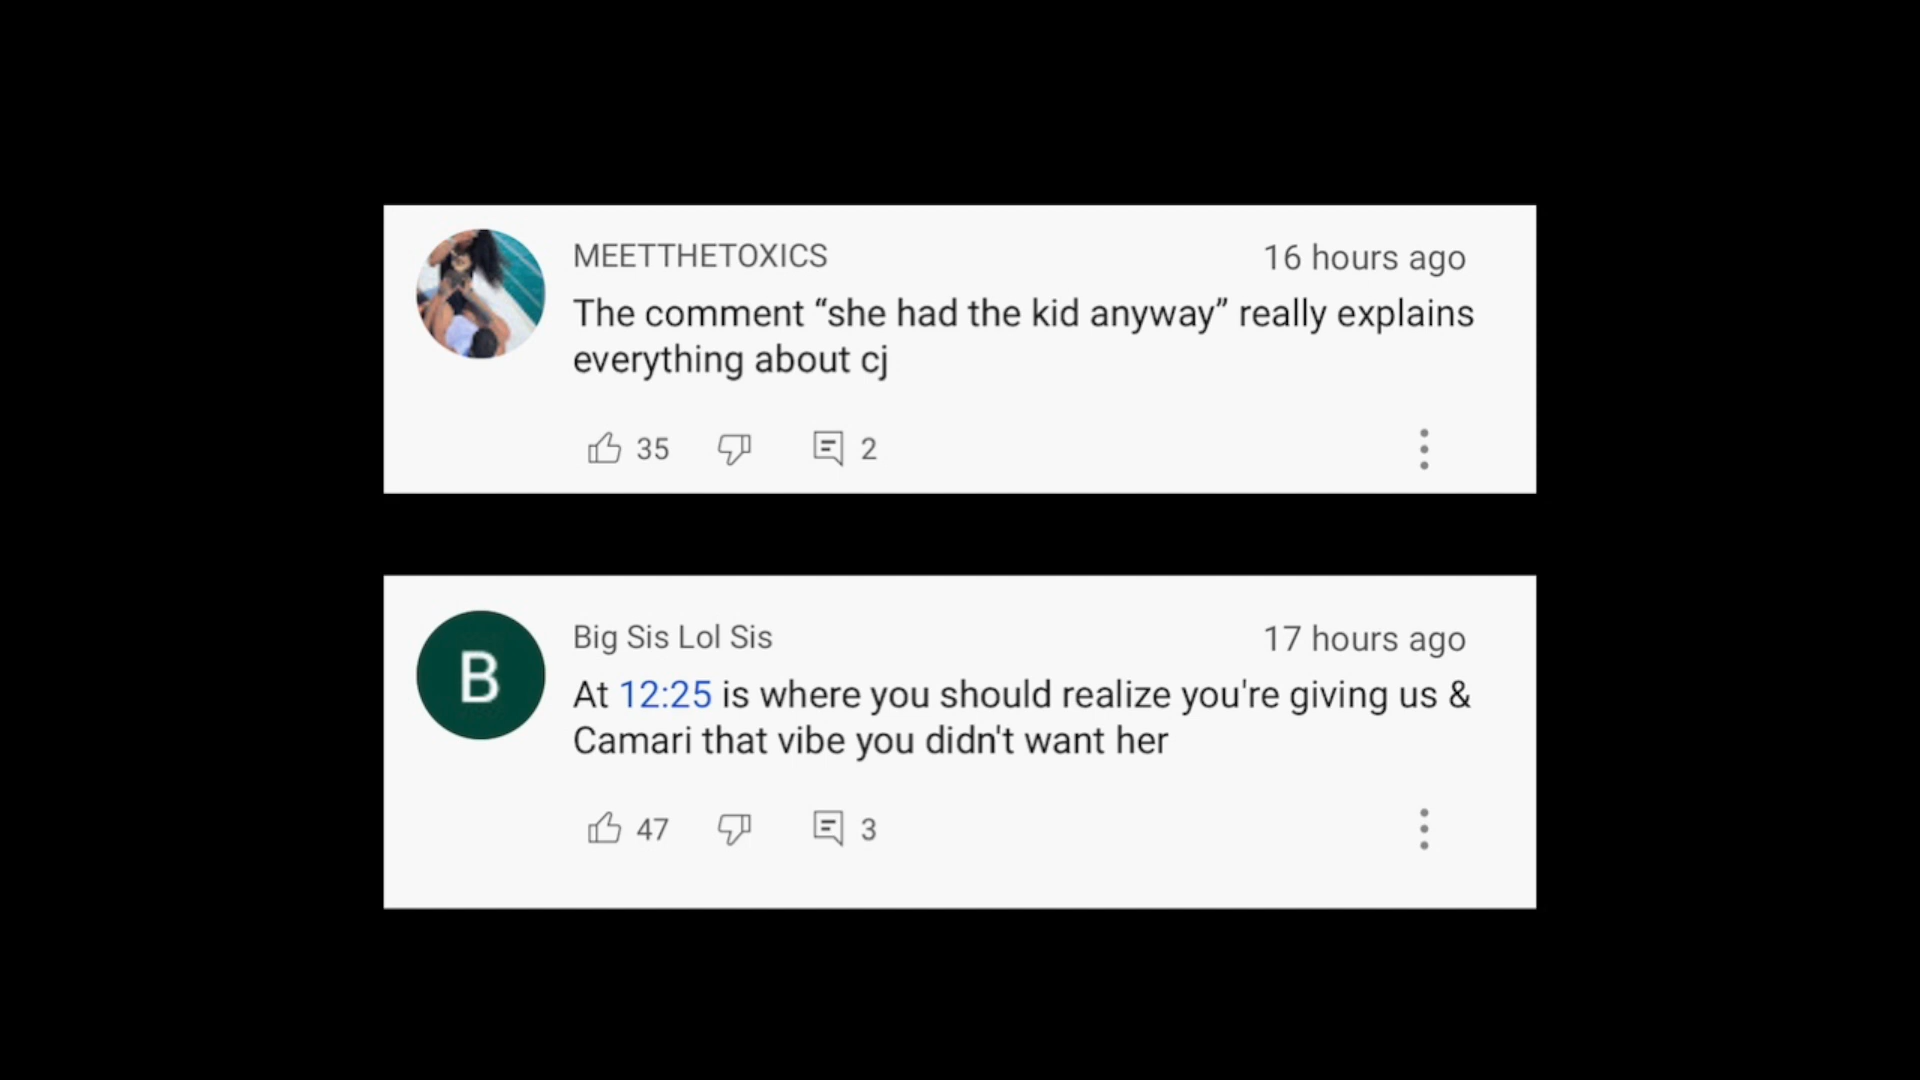 MEETTHETOXICS
16 hours ago
The comment “she had the kid anyway” really explains
everything about cj
35
2
B
Big Sis Lol Sis
17 hours ago
At 12:25 is where you should realize you're giving us &
Camari that vibe you didn't want her
47
3